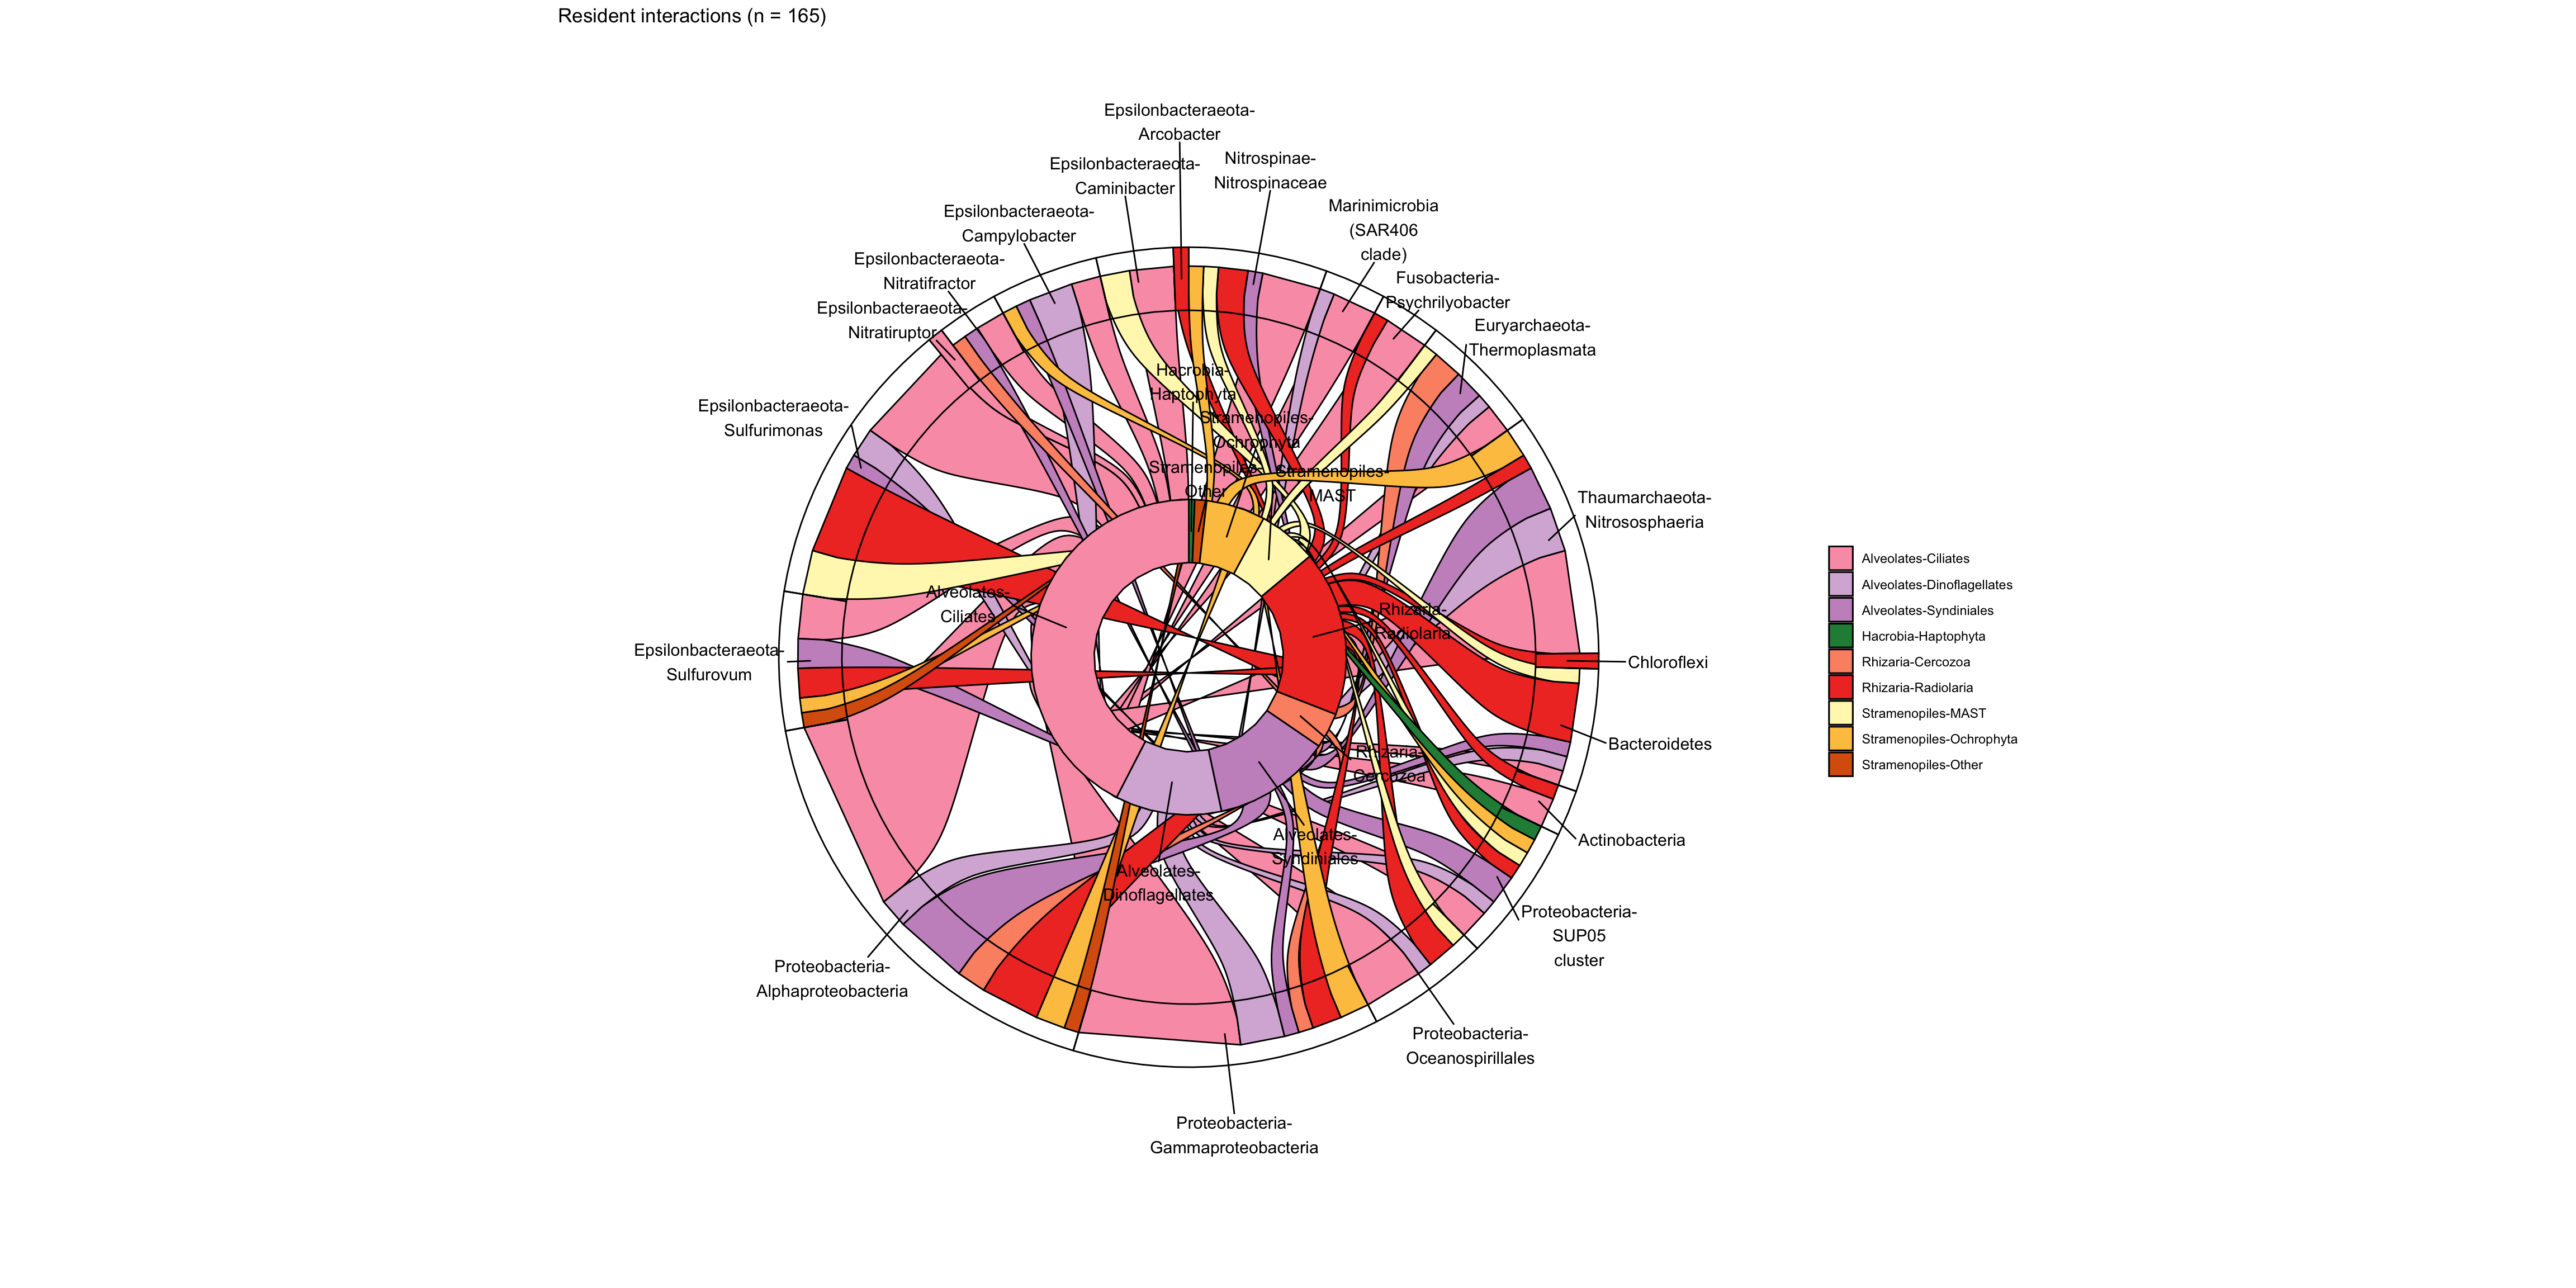 Resident interactions (n = 165)
Epsilonbacteraeota-
Arcobacter
Epsilonbacteraeota-
Caminibacter
Nitrospinae-
Nitrospinaceae
Epsilonbacteraeota-
Campylobacter
Marinimicrobia
(SAR406
clade)
Epsilonbacteraeota-
Nitratifractor
Fusobacteria-
Psychrilyobacter
Epsilonbacteraeota-
Nitratiruptor
Euryarchaeota-
Thermoplasmata
Hacrobia-
Haptophyta
Epsilonbacteraeota-
Sulfurimonas
Stramenopiles-
Ochrophyta
Stramenopiles-
Other
Stramenopiles-
MAST
Thaumarchaeota-
Nitrososphaeria
Alveolates-
Ciliates
Rhizaria-
Radiolaria
Epsilonbacteraeota-
Sulfurovum
Chloroflexi
Bacteroidetes
Rhizaria-
Cercozoa
Alveolates-
Syndiniales
Actinobacteria
Alveolates-
Dinoflagellates
Proteobacteria-
SUP05
cluster
Proteobacteria-
Alphaproteobacteria
Proteobacteria-
Oceanospirillales
Proteobacteria-
Gammaproteobacteria
Alveolates-Ciliates
Alveolates-Dinoflagellates
Alveolates-Syndiniales
Hacrobia-Haptophyta
Rhizaria-Cercozoa
Rhizaria-Radiolaria
Stramenopiles-MAST
Stramenopiles-Ochrophyta
Stramenopiles-Other